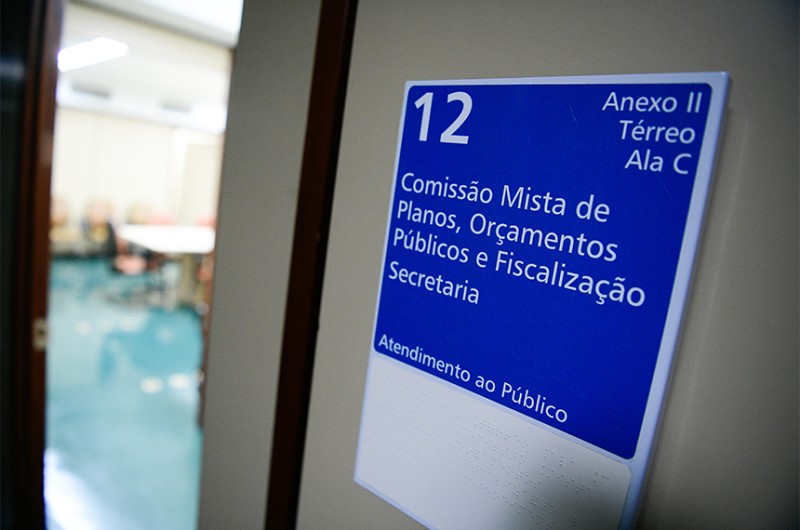 12
Anexo II
Térreo
Ala C
Comissão Mista de
Planos, Orçamentos
Públicos e Fiscalização
Secretaria
Atendimento ao Público